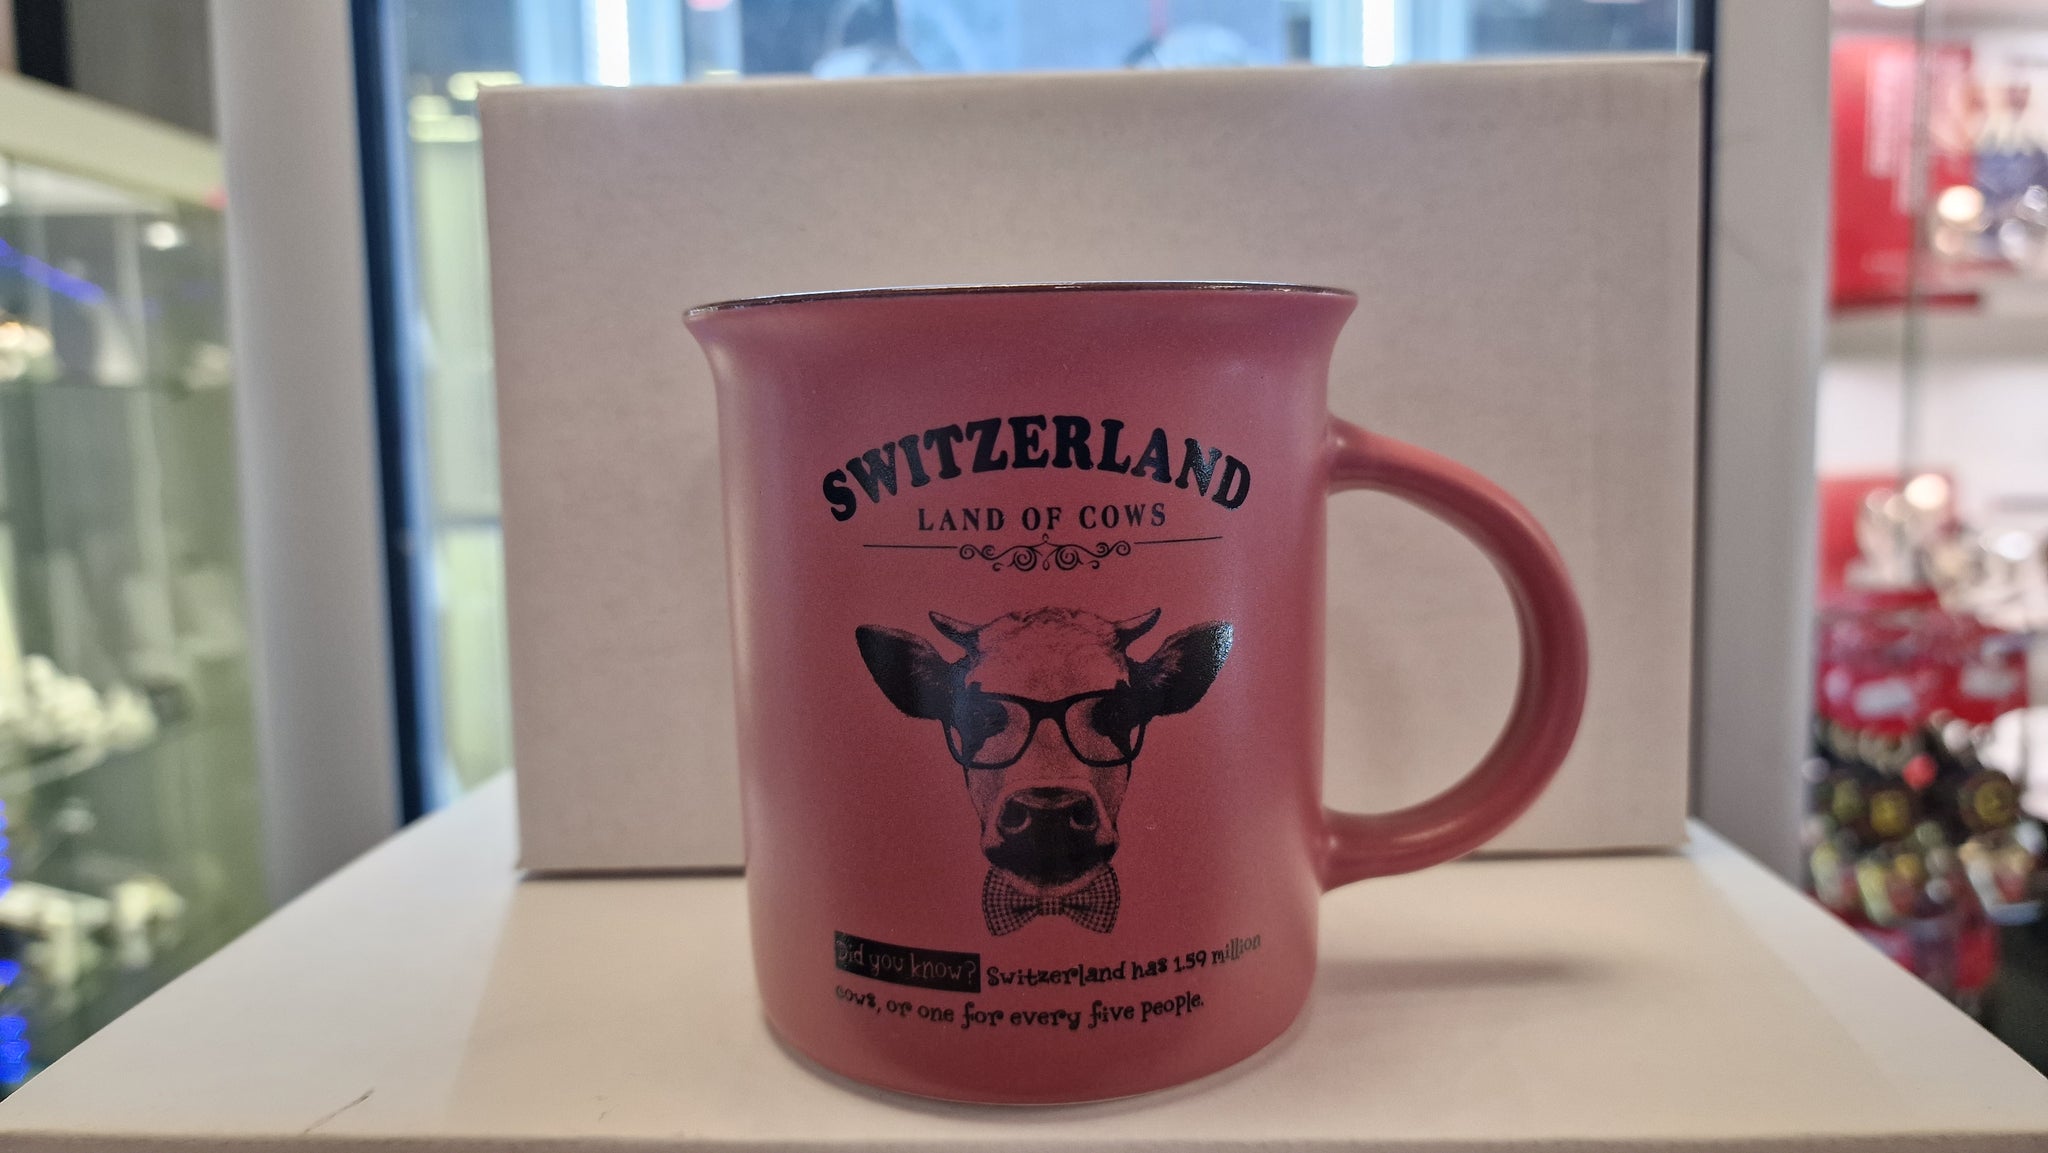 SWITZERLAND
LAND OF COWS
Did you know? Switzerland has 1.59 million
cows, or one for every five people.